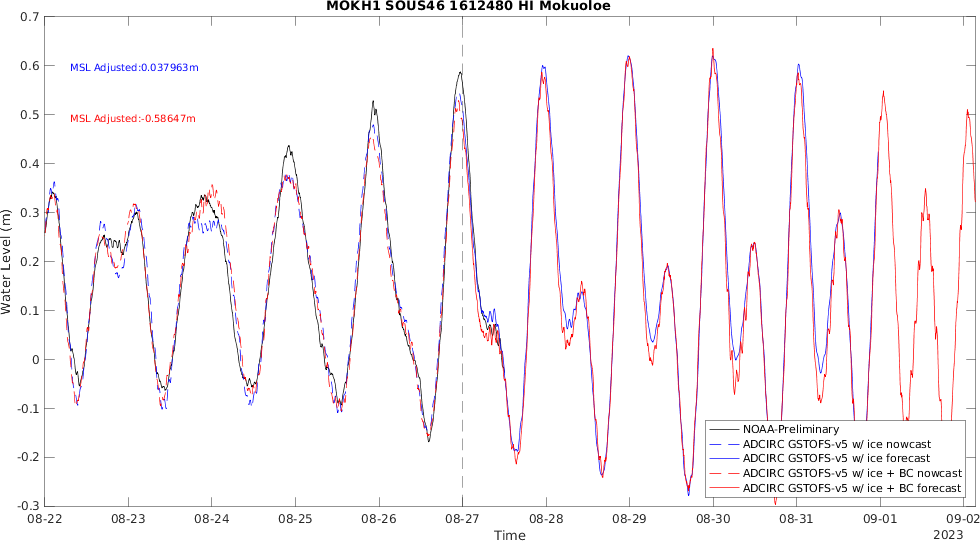 MOKH1 SOUS46 1612480 HI Mokuoloe
0.7
0.6
0.5
0.4
0.3
0.2
0.1
0
-0.1
-0.2
-0.3
Water Level (m)
MSL Adjusted:0.037963m
MSL Adjusted:-0.58647m
NOAA-Preliminary
ADCIRC GSTOFS-v5 w/ ice nowcast
ADCIRC GSTOFS-v5 w/ ice forecast
ADCIRC GSTOFS-v5 w/ ice + BC nowcast
ADCIRC GSTOFS-v5 w/ ice + BC forecast
08-22 08-23 08-24 08-25 08-26 08-27 08-28 08-29 08-30 08-31 09-01 09-02
Time
2023